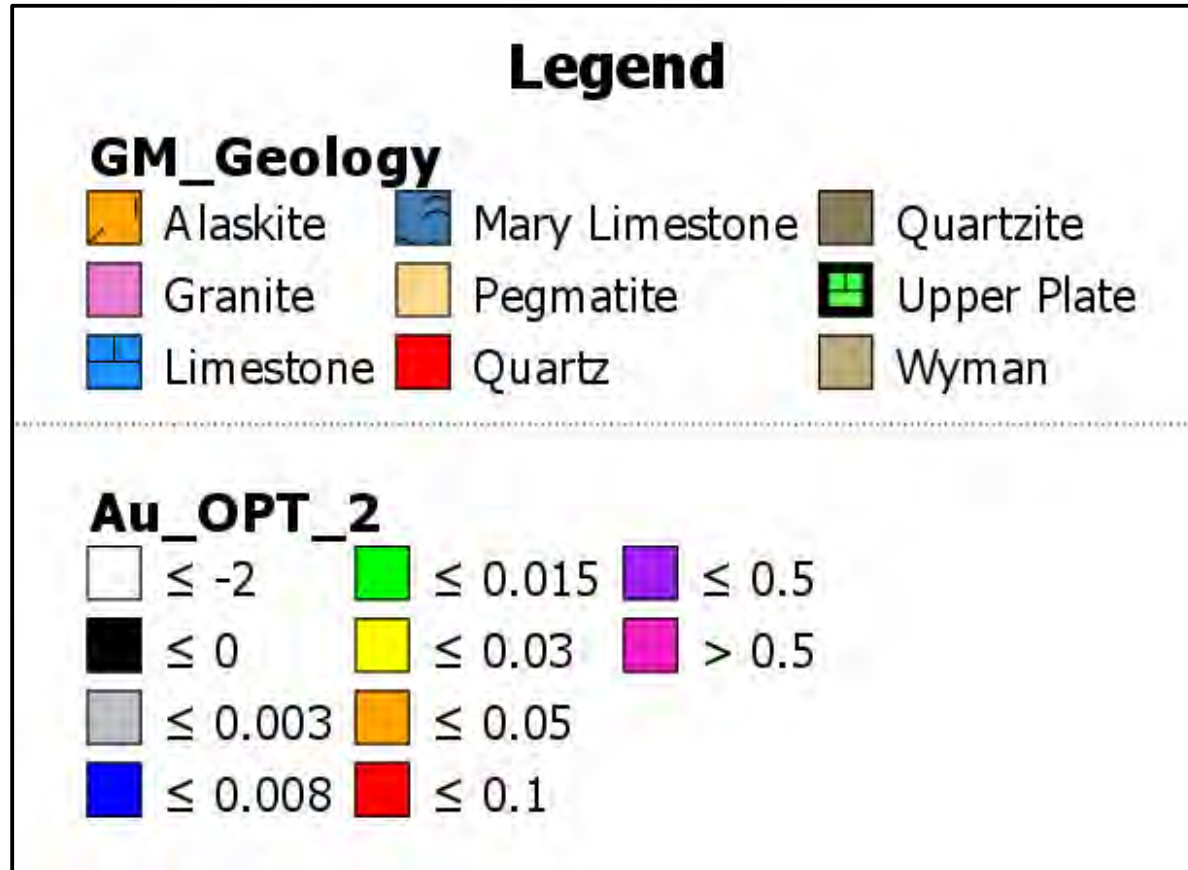 Legend
GM_Geology
Alaskite Mary Limestone Quartzite
Granite Pegmatite Upper Plate
Limestone Quartz Wyman
Au_OPT_2
≤ -2 ≤ 0.015 ≤ 0.5
≤ 0 ≤ 0.03 > 0.5
≤ 0.003 ≤ 0.05
≤ 0.008 ≤ 0.1